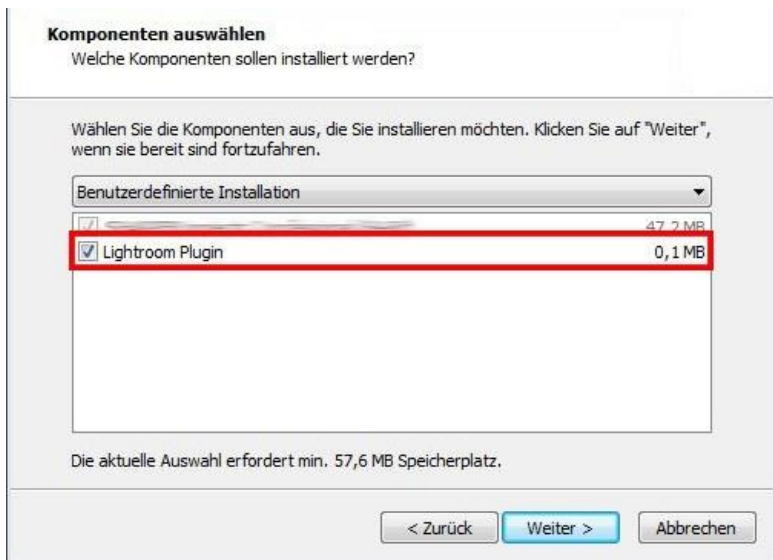 Komponenten auswählen
Welche Komponenten sollen installiert werden?
Wählen Sie die Komponenten aus, die Sie installieren möchten. Klicken Sie auf "Weiter",
wenn sie bereit sind fortzufahren.
Benutzerdefinierte Installation
47,2 MB
Lightroom Plugin 0,1 MB
Die aktuelle Auswahl erfordert min. 57,6 MB Speicherplatz.
< Zurück Weiter > Abbrechen